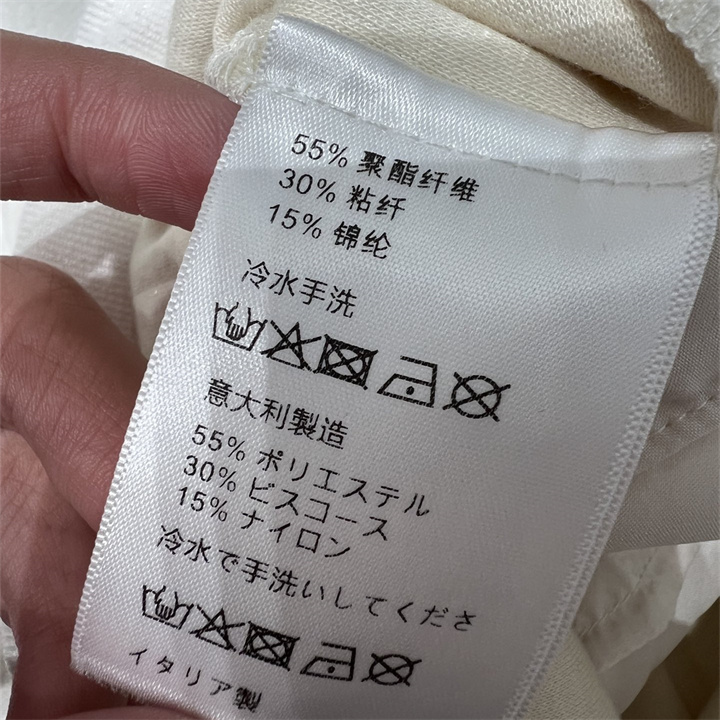 55% 聚酯纤维
30% 粘纤
15% 锦纶
冷水手洗
意大利製造
55% ポリエステル
30% ビスコース
15% ナイロン
冷水で手洗いしてくださ
イタリア製